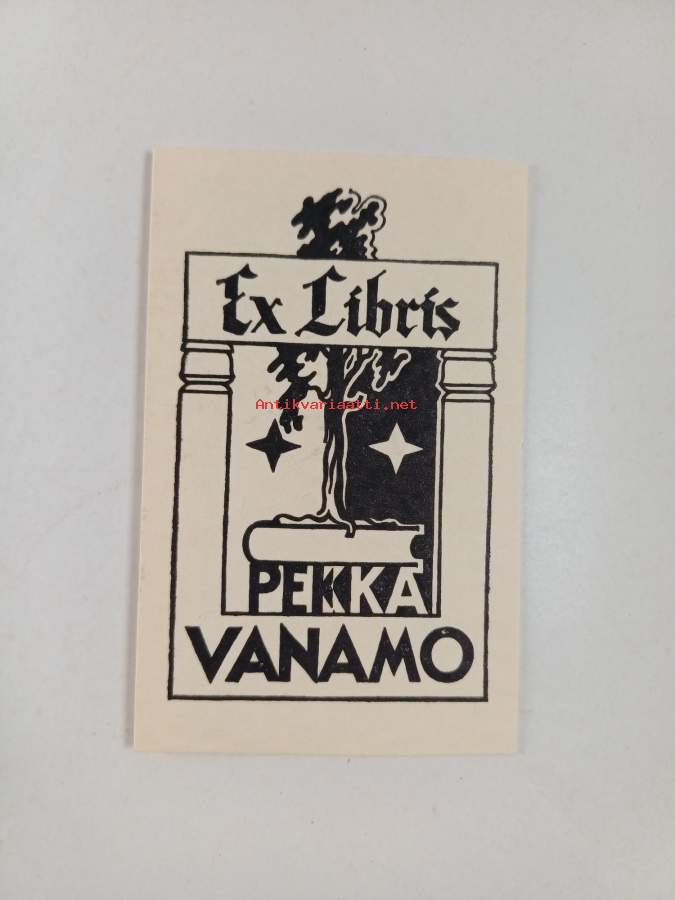 Ex Libris
Antikvariaatti.net
PEKKA
VANAMO